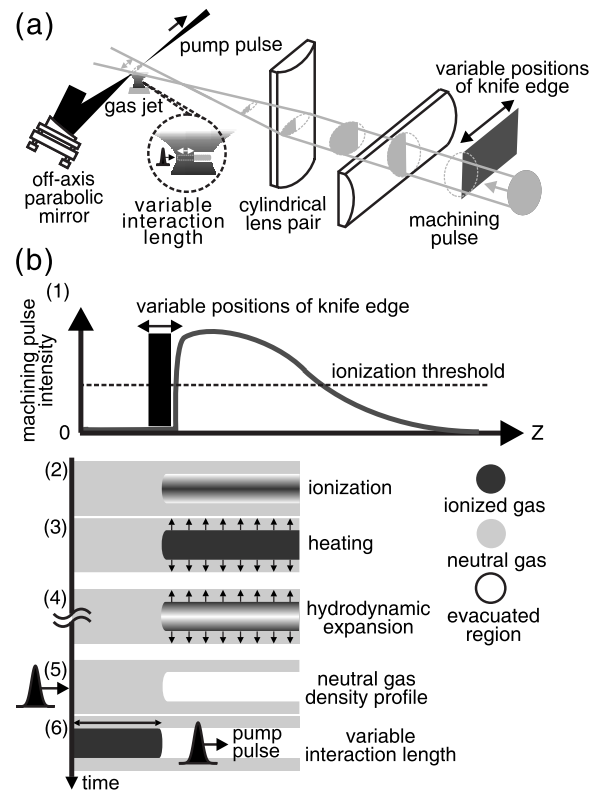 (a)
pump pulse
gas jet
variable positions
of knife edge
off-axis
parabolic
mirror
variable
interaction
length
cylindrical
lens pair
machining
pulse
(b)
(1)
variable positions of knife edge
machining pulse
intensity
ionization threshold
0
Z
(2)
ionization
ionized gas
(3)
heating
neutral gas
(4)
hydrodynamic
expansion
evacuated
region
(5)
neutral gas
density profile
(6)
pump
pulse
variable
interaction length
time